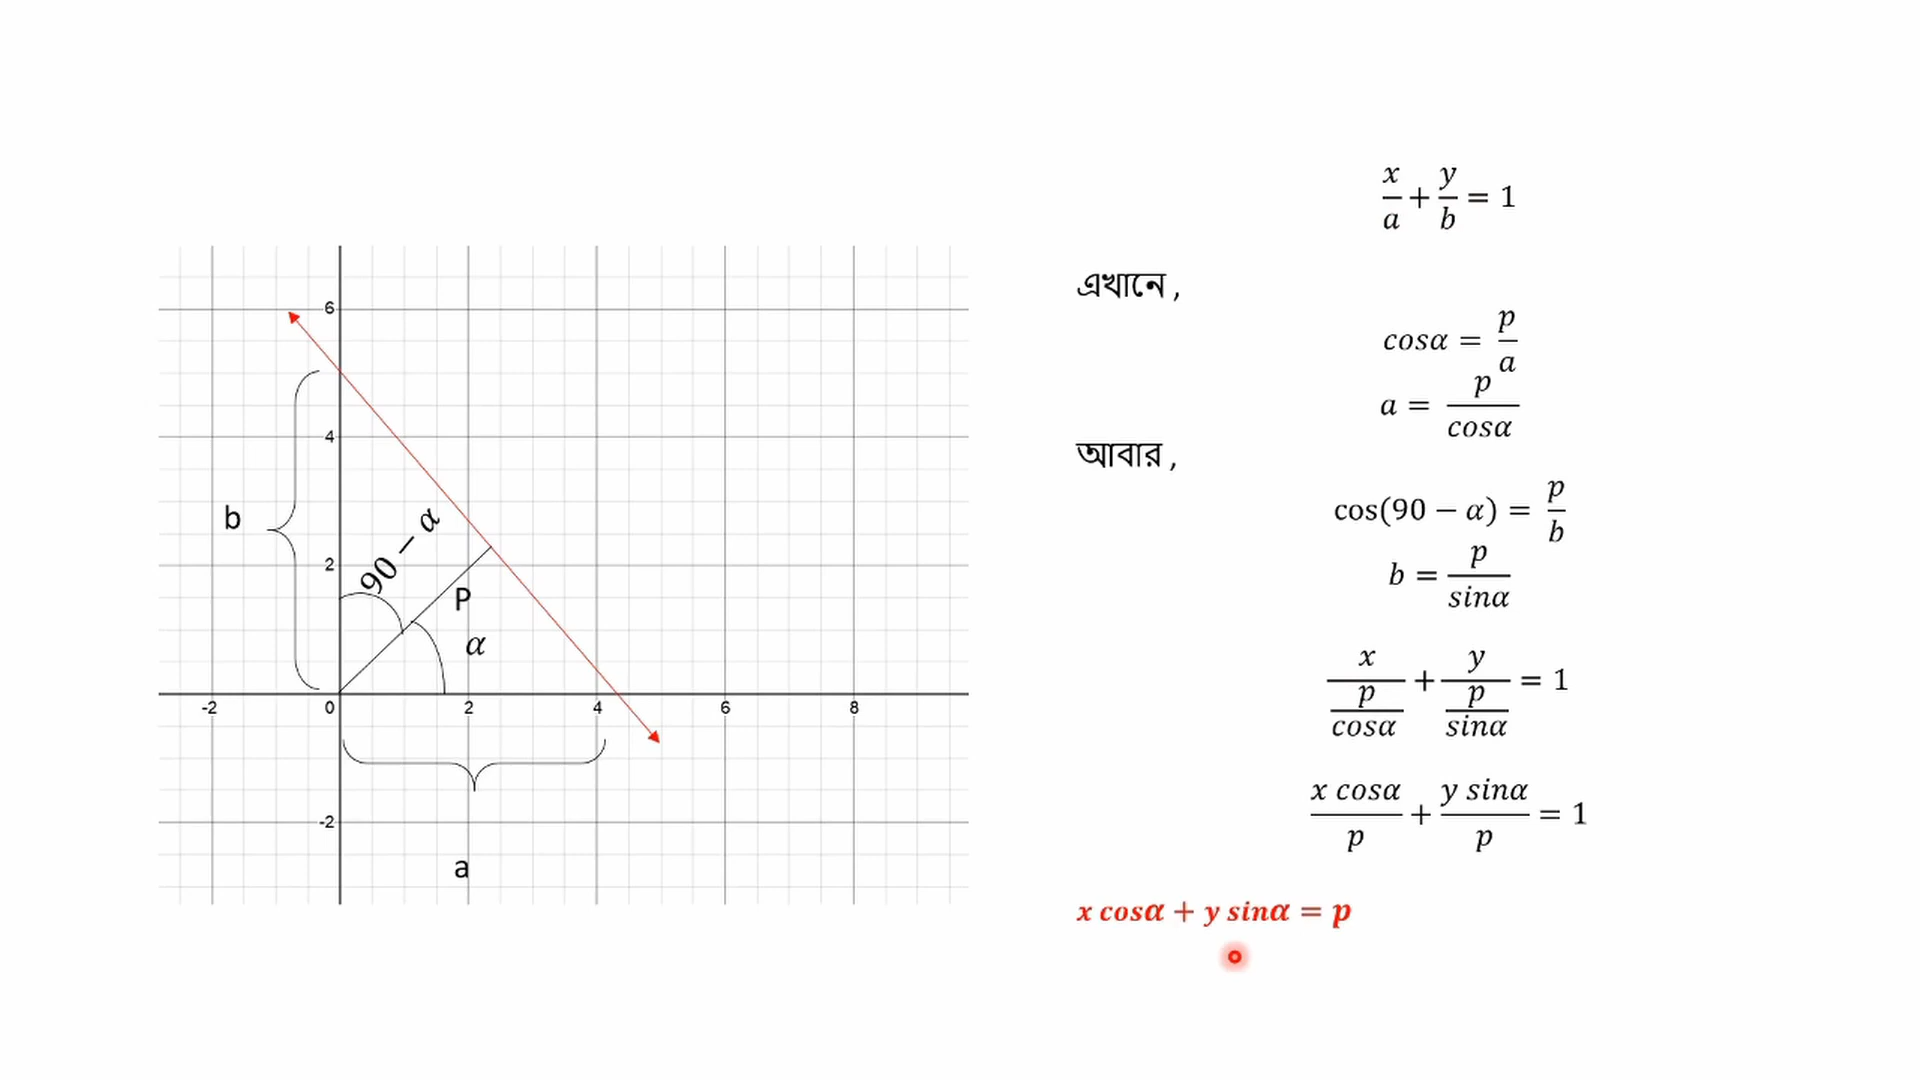 x/a + y/b = 1
এখানে ,
cosα = p/a
a = p/cosα
আবার ,
cos(90 − α) = p/b
b = p/sinα
x/(p/cosα) + y/(p/sinα) = 1
x cosα/p + y sinα/p = 1
x cosα + y sinα = p
6
4
b
90 − α
2
P
α
-2 0 2 4 6 8
-2
a